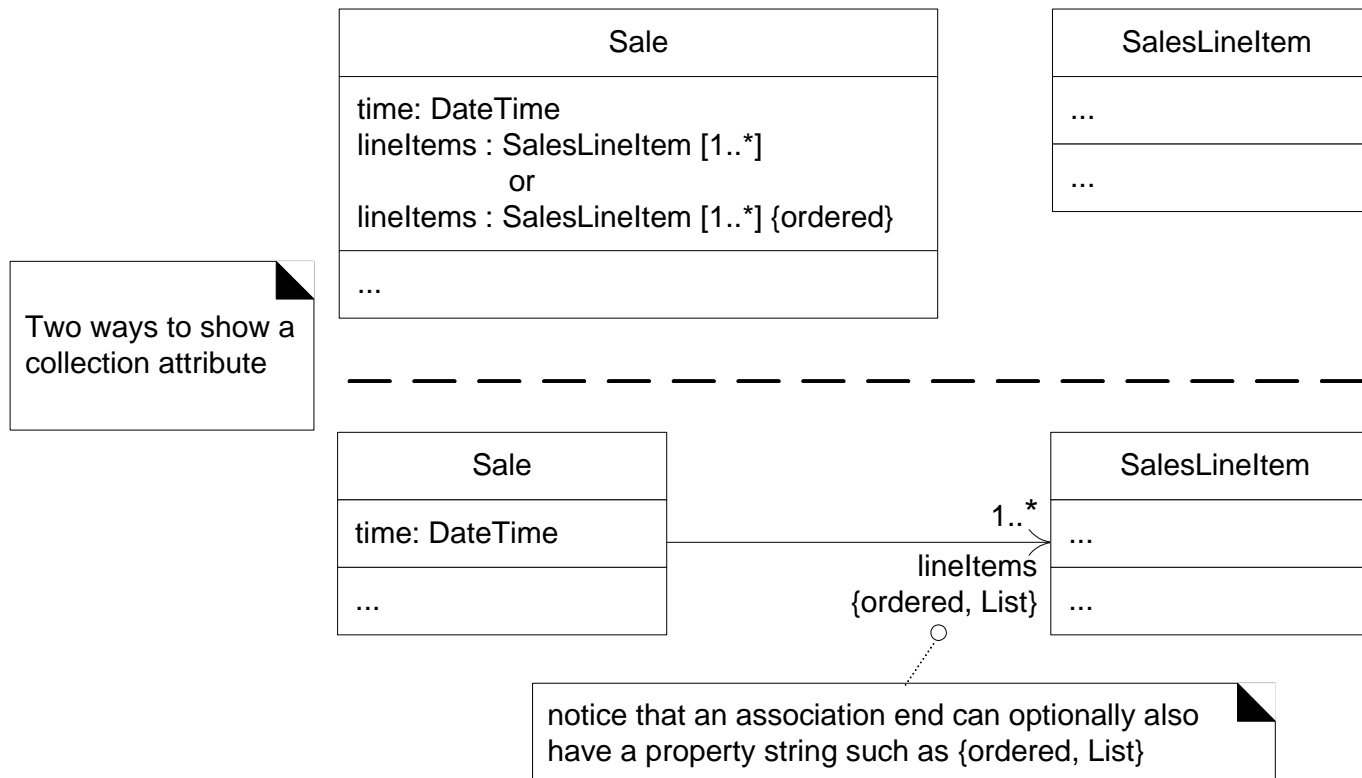 Sale
time: DateTime
lineItems : SalesLineItem [1..*]
or
lineItems : SalesLineItem [1..*] {ordered}
...
SalesLineItem
...
...
Two ways to show a
collection attribute
Sale
time: DateTime
...
1..*
lineItems
{ordered, List}
SalesLineItem
...
...
notice that an association end can optionally also
have a property string such as {ordered, List}